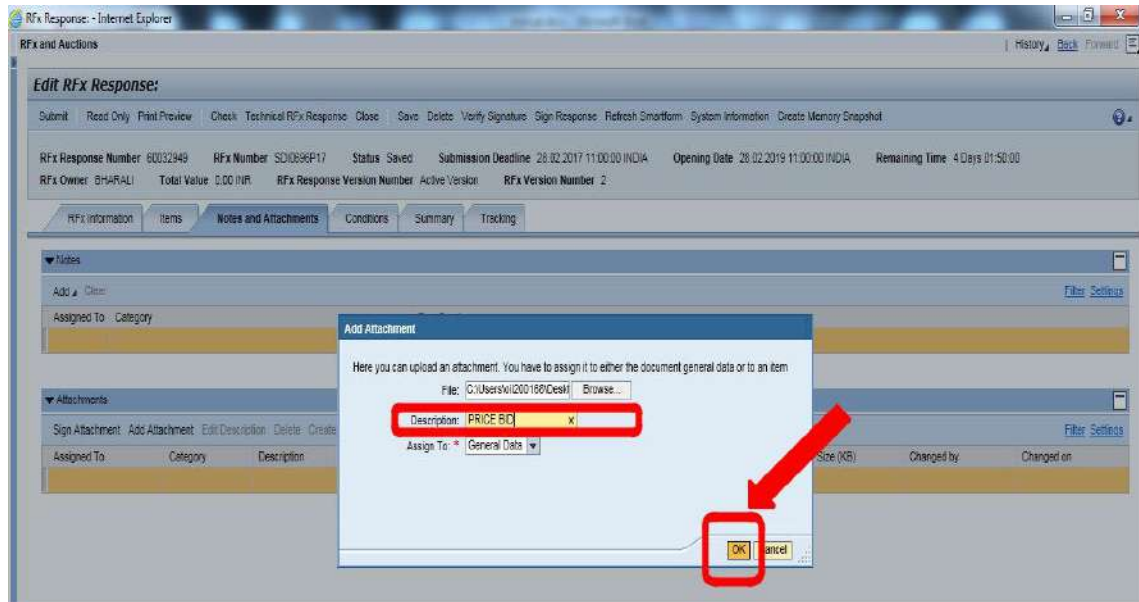 RFx Response: - Internet Explorer
RFx and Auctions
History Back Forward
Edit RFx Response:
Submit Read Only Print Preview Check Technical RFx Response Close Save Delete Verify Signature Sign Response Refresh Smartform System Information Create Memory Snapshot
RFx Response Number 60032949 RFx Number SDI0696P17 Status Saved Submission Deadline 28.02.2017 11:00:00 INDIA Opening Date 28.02.2019 11:00:00 INDIA Remaining Time 4 Days 01:50:00
RFx Owner BHARALI Total Value 0.00 INR RFx Response Version Number Active Version RFx Version Number 2
RFx Information Items Notes and Attachments Conditions Summary Tracking
Notes
Add Clear Filter Settings
Assigned To Category
Add Attachment
Here you can upload an attachment. You have to assign it to either the document general data or to an item
File: Browse...
Description: PRICE BID x
Assign To: * General Data
OK Cancel
Attachments
Sign Attachment Add Attachment Edit Description Delete Create Filter Settings
Assigned To Category Description Size (KB) Changed by Changed on